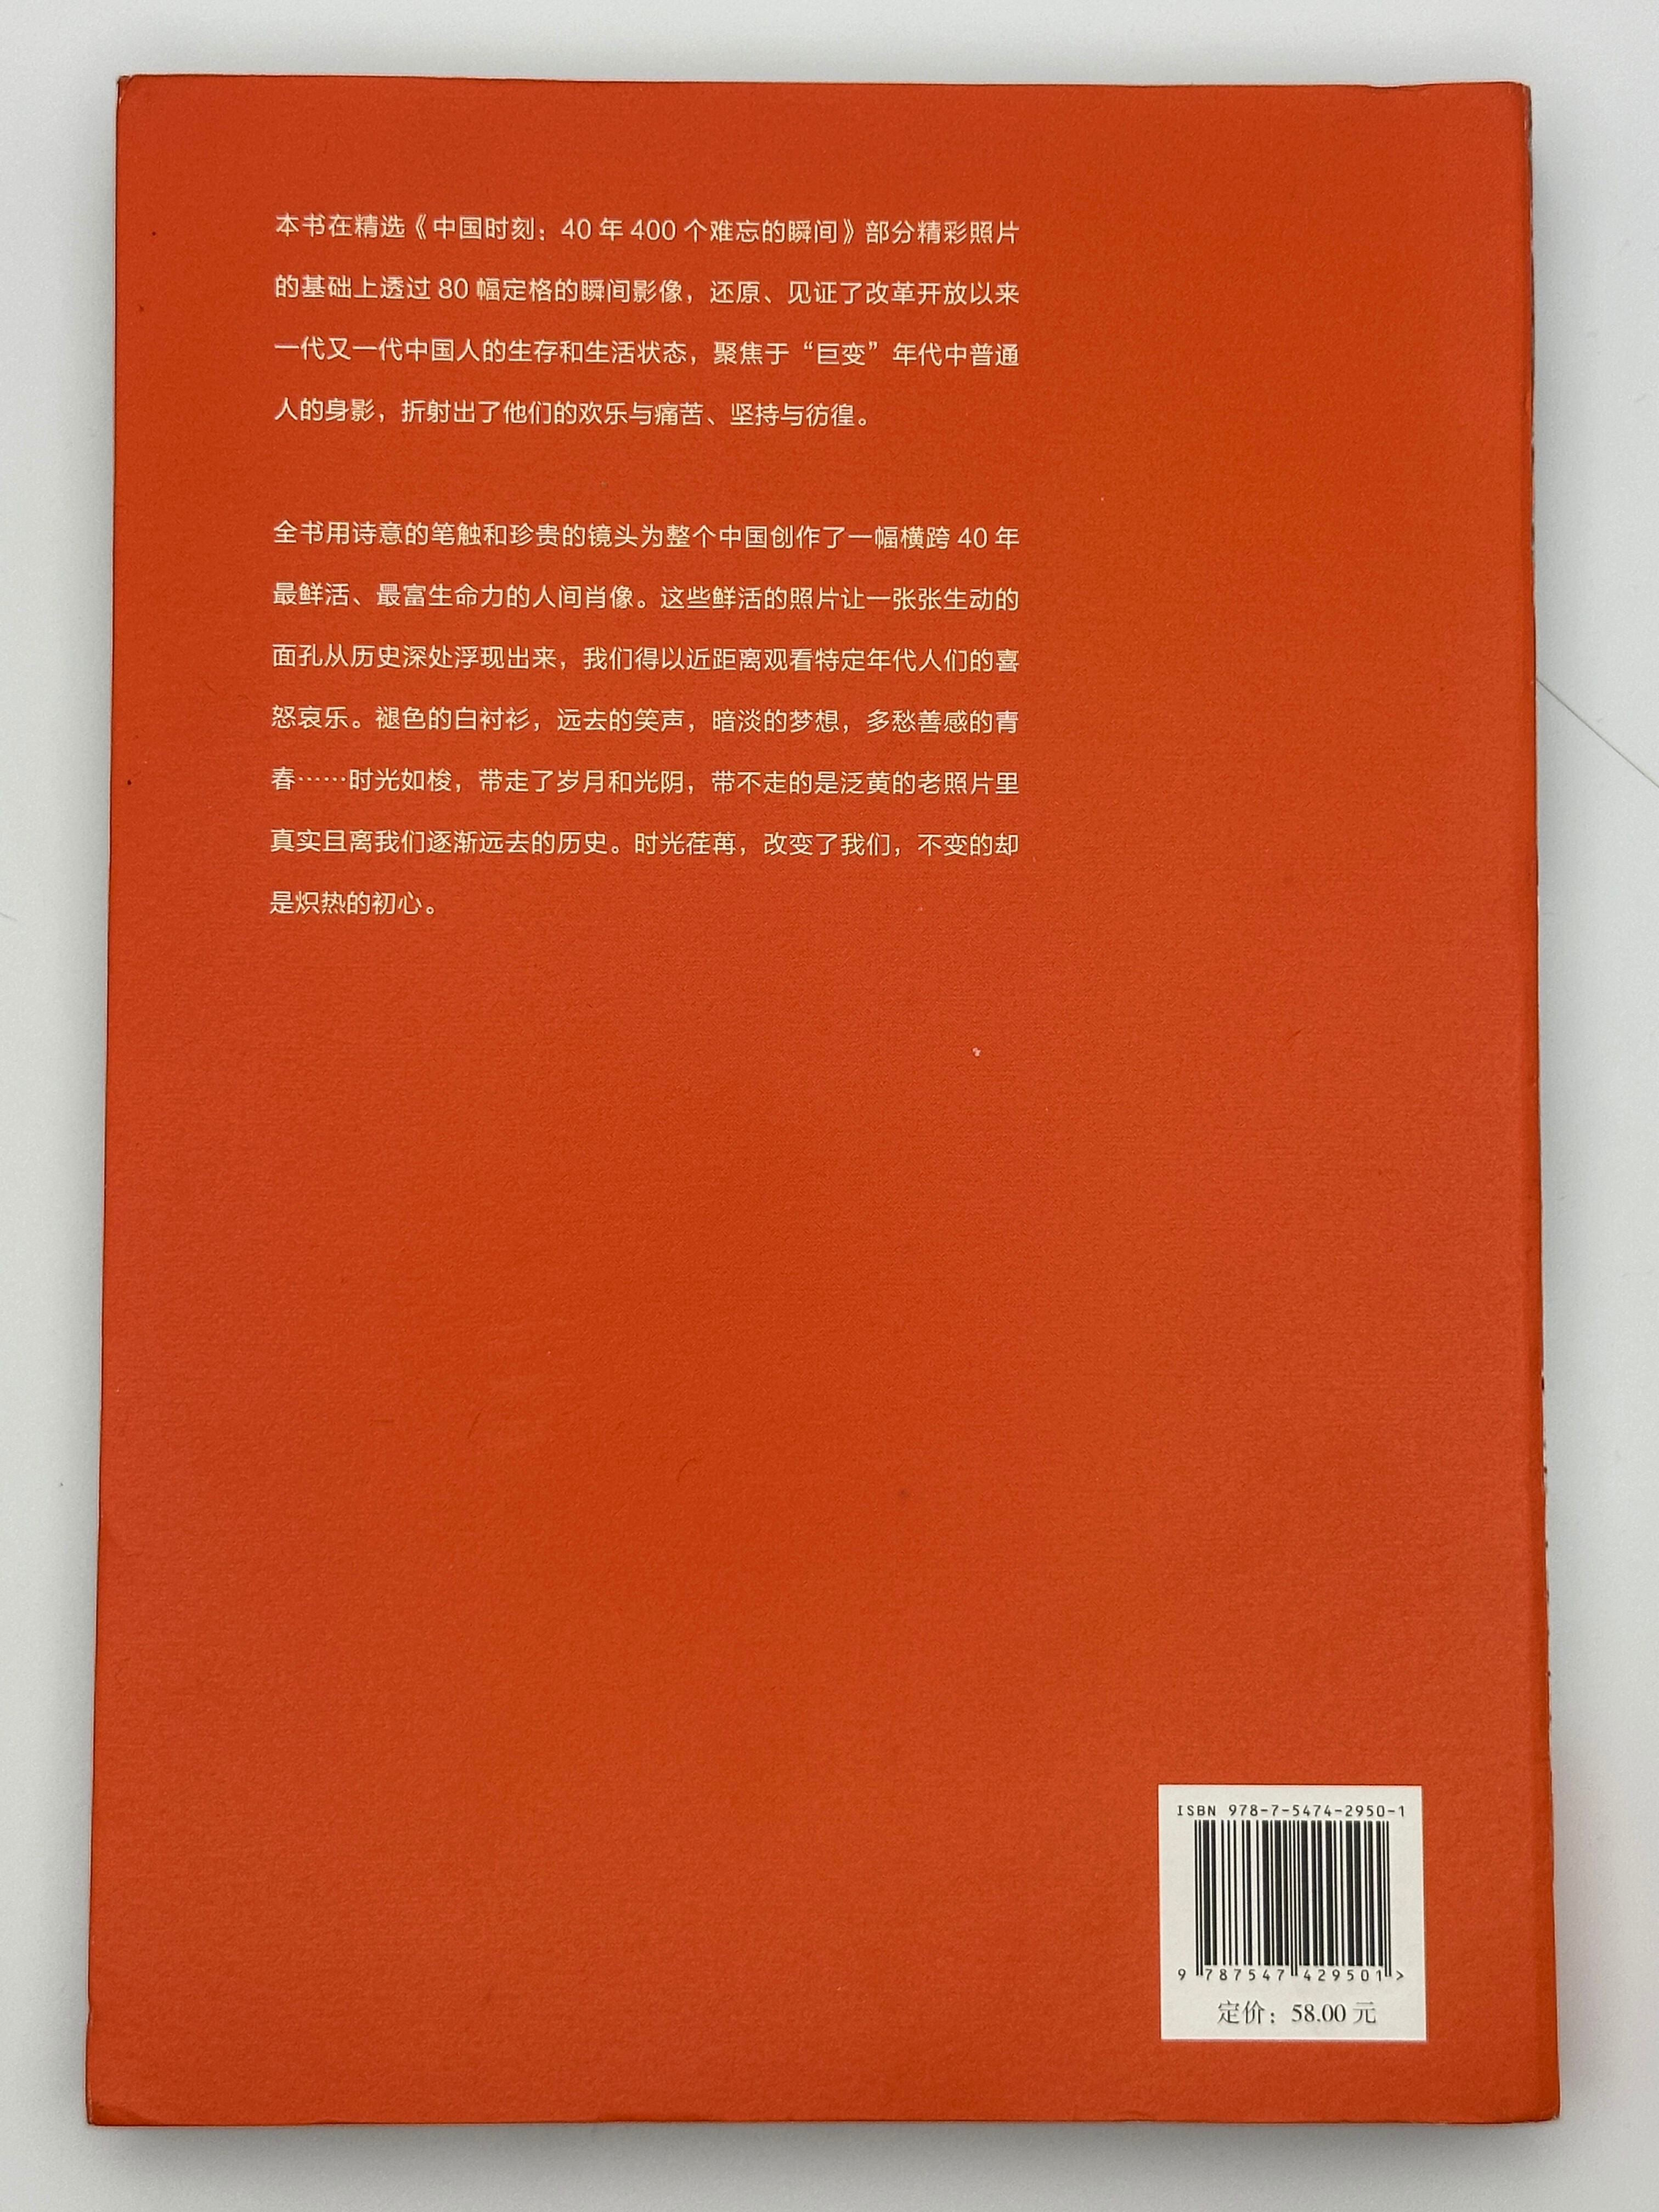 本书在精选《中国时刻：40 年 400 个难忘的瞬间》部分精彩照片
的基础上透过 80 幅定格的瞬间影像，还原、见证了改革开放以来
一代又一代中国人的生存和生活状态，聚焦于“巨变”年代中普通
人的身影，折射出了他们的欢乐与痛苦、坚持与彷徨。
全书用诗意的笔触和珍贵的镜头为整个中国创作了一幅横跨 40 年
最鲜活、最富生命力的人间肖像。这些鲜活的照片让一张张生动的
面孔从历史深处浮现出来，我们得以近距离观看特定年代人们的喜
怒哀乐。褪色的白衬衫，远去的笑声，暗淡的梦想，多愁善感的青
春……时光如梭，带走了岁月和光阴，带不走的是泛黄的老照片里
真实且离我们逐渐远去的历史。时光荏苒，改变了我们，不变的却
是炽热的初心。
ISBN 978-7-5474-2950-1
9 787547 429501 >
定价：58.00 元